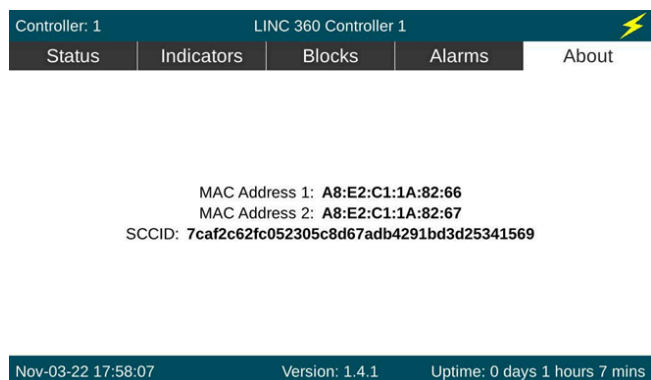 Controller: 1 LINC 360 Controller 1
Status Indicators Blocks Alarms About
MAC Address 1: A8:E2:C1:1A:82:66
MAC Address 2: A8:E2:C1:1A:82:67
SCCID: 7caf2c62fc052305c8d67adb4291bd3d25341569
Nov-03-22 17:58:07 Version: 1.4.1 Uptime: 0 days 1 hours 7 mins